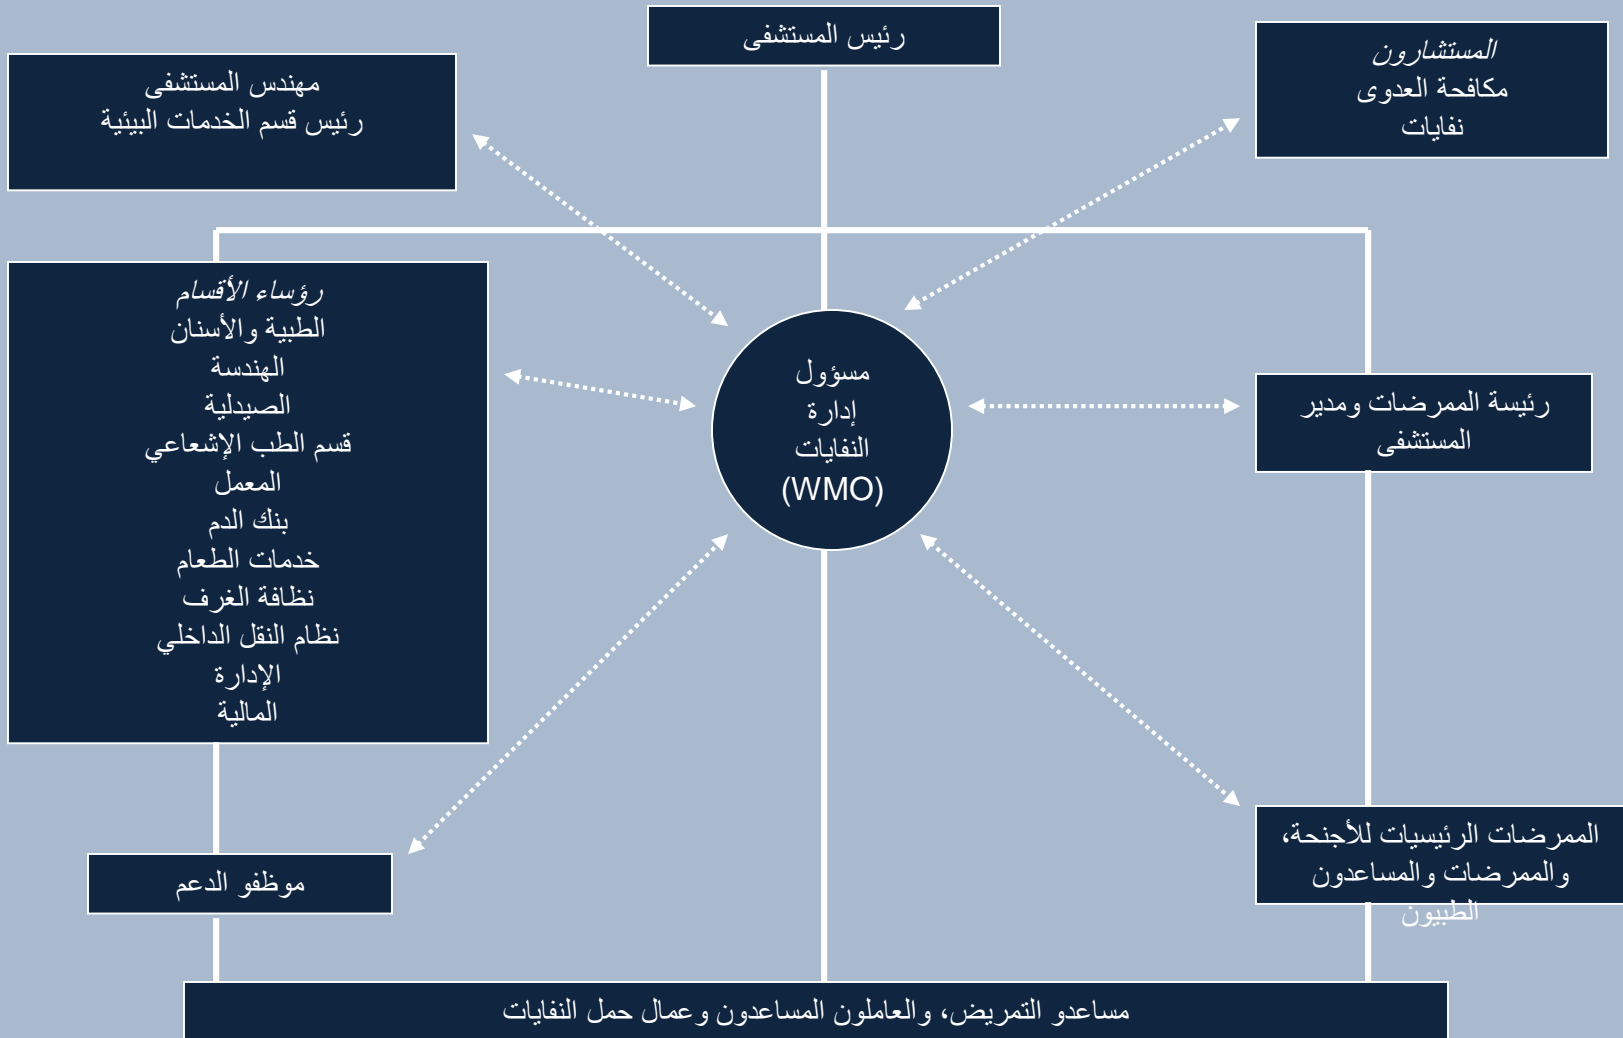 رئيس المستشفى
المستشارون
مكافحة العدوى
نفايات
مهندس المستشفى
رئيس قسم الخدمات البيئية
رؤساء الأقسام
الطبية والأسنان
الهندسة
الصيدلية
قسم الطب الإشعاعي
المعمل
بنك الدم
خدمات الطعام
نظافة الغرف
نظام النقل الداخلي
الإدارة
المالية
مسؤول
إدارة
النفايات
(WMO)
رئيسة الممرضات ومدير
المستشفى
الممرضات الرئيسيات للأجنحة،
والممرضات والمساعدون
الطبيون
موظفو الدعم
مساعدو التمريض، والعاملون المساعدون وعمال حمل النفايات